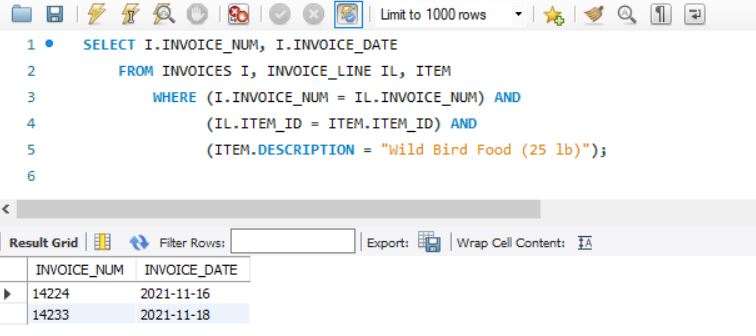 Limit to 1000 rows
1 SELECT I.INVOICE_NUM, I.INVOICE_DATE
2 FROM INVOICES I, INVOICE_LINE IL, ITEM
3 WHERE (I.INVOICE_NUM = IL.INVOICE_NUM) AND
4 (IL.ITEM_ID = ITEM.ITEM_ID) AND
5 (ITEM.DESCRIPTION = "Wild Bird Food (25 lb)");
6
Result Grid Filter Rows: Export: Wrap Cell Content: IA
INVOICE_NUM INVOICE_DATE
14224 2021-11-16
14233 2021-11-18